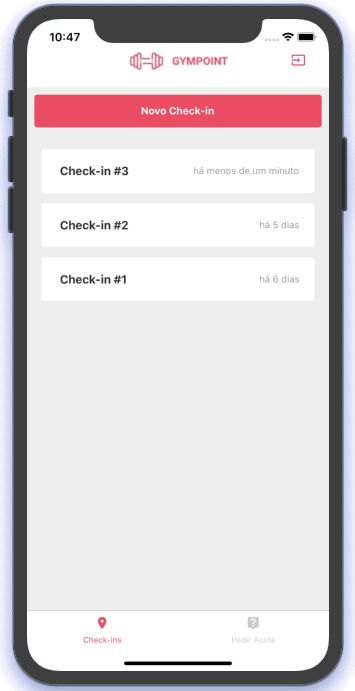 10:47
GYMPOINT
Novo Check-in
Check-in #3 há menos de um minuto
Check-in #2 há 5 dias
Check-in #1 há 6 dias
Check-ins Pedir Ajuda